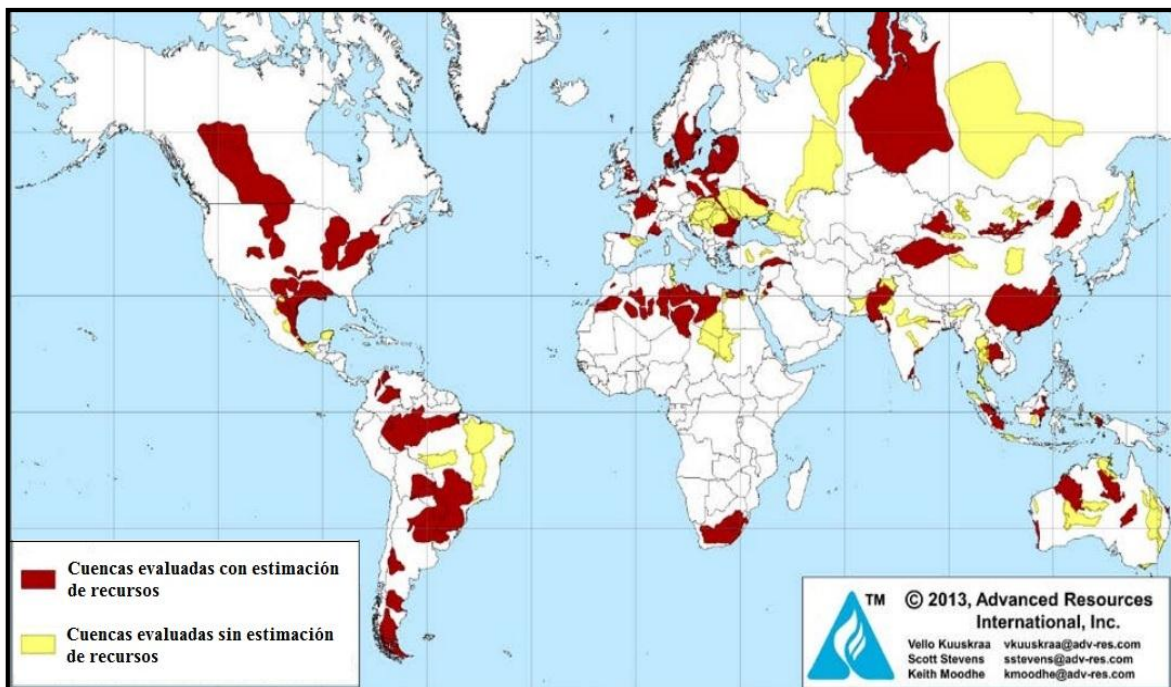 Cuencas evaluadas con estimación
de recursos
Cuencas evaluadas sin estimación
de recursos
TM
© 2013, Advanced Resources
International, Inc.
Vello Kuuskraa vkuuskraa@adv-res.com
Scott Stevens sstevens@adv-res.com
Keith Moodhe kmoodhe@adv-res.com